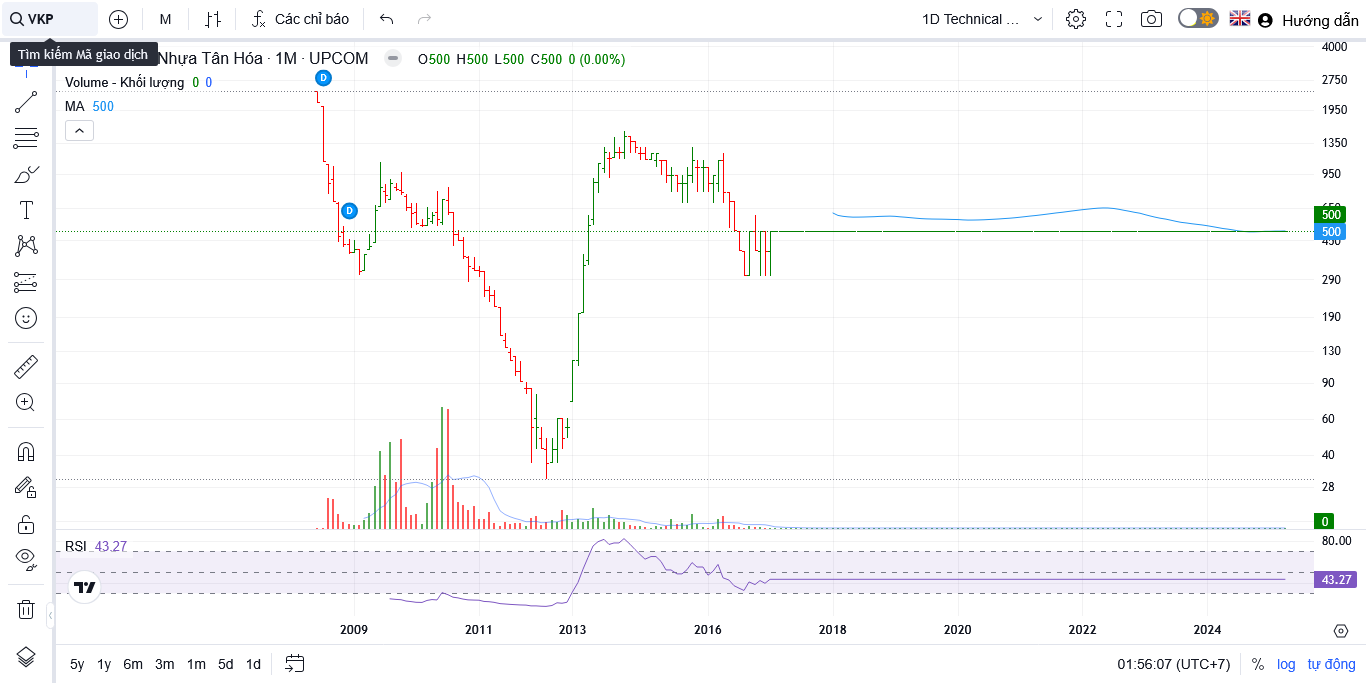 VKP M Các chỉ báo 1D Technical ... Hướng dẫn
Tìm kiếm Mã giao dịch
Nhựa Tân Hóa · 1M · UPCOM O500 H500 L500 C500 0 (0.00%)
Volume - Khối lượng 0 0
MA 500
D
D
4000
2750
1950
1350
950
650
500
500
450
290
190
130
90
60
40
28
0
RSI 43.27
80.00
43.27
2009 2011 2013 2016 2018 2020 2022 2024
5y 1y 6m 3m 1m 5d 1d 01:56:07 (UTC+7) % log tự động